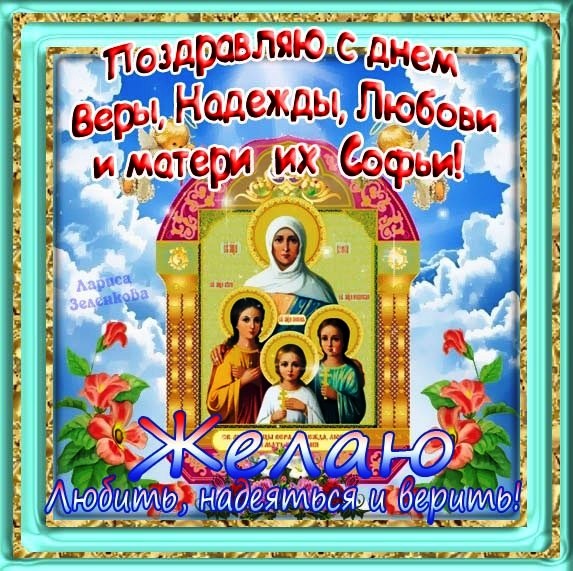 Поздравляю с днем
Веры, Надежды, Любови
и матери их Софьи!
Лариса
Зеленкова
Желаю
Любить, надеяться и верить!